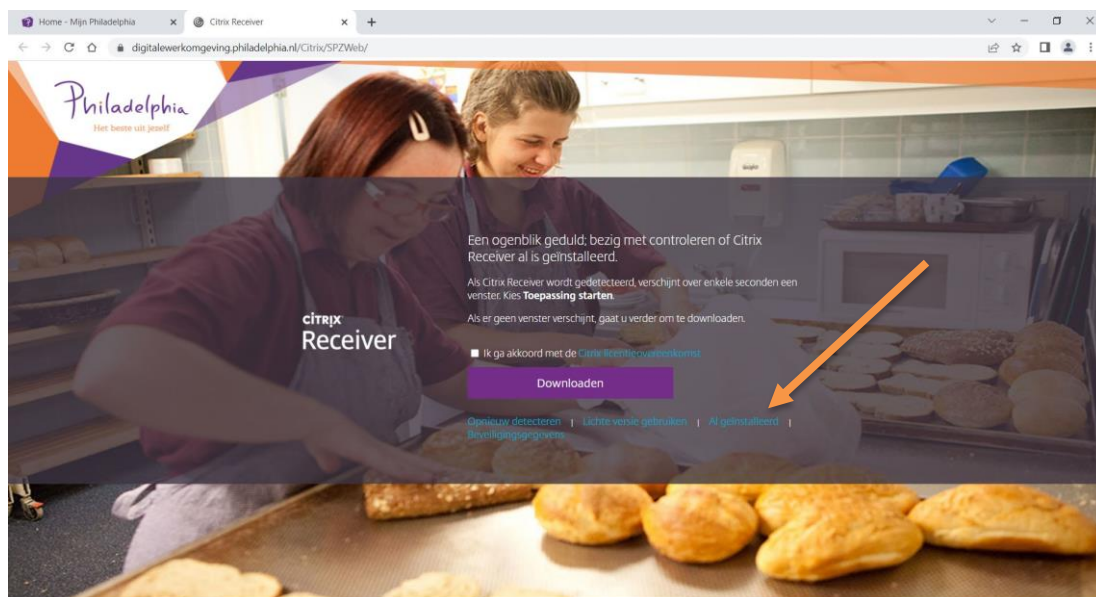 Home - Mijn Philadelphia
Citrix Receiver
digitalewerkomgeving.philadelphia.nl/Citrix/SPZWeb/
Philadelphia
Het beste uit jezelf
Een ogenblik geduld; bezig met controleren of Citrix
Receiver al is geïnstalleerd.
Als Citrix Receiver wordt gedetecteerd, verschijnt over enkele seconden een
venster. Kies Toepassing starten.
Als er geen venster verschijnt, gaat u verder om te downloaden.
CİTRIX
Receiver
Ik ga akkoord met de Citrix licentieovereenkomst
Downloaden
Opnieuw detecteren | Lichte versie gebruiken | Al geïnstalleerd |
Beveiligingsgegevens